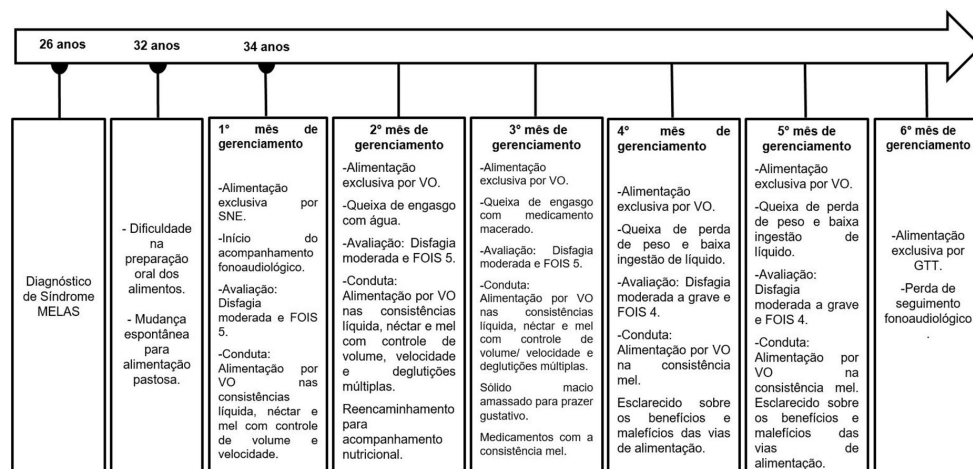 26 anos
32 anos
34 anos
Diagnóstico
de Síndrome
MELAS
- Dificuldade
na
preparação
oral dos
alimentos.
- Mudança
espontânea
para
alimentação
pastosa.
1° mês de
gerenciamento
-Alimentação
exclusiva por
SNE.
-Início do
acompanhamento
fonoaudiológico.
-Avaliação:
Disfagia
moderada e FOIS
5.
-Conduta:
Alimentação por
VO nas
consistências
líquida, néctar e
mel com controle
de volume e
velocidade.
2° mês de
gerenciamento
-Alimentação
exclusiva por VO.
-Queixa de engasgo
com água.
-Avaliação: Disfagia
moderada e FOIS 5.
-Conduta:
Alimentação por VO
nas consistências
líquida, néctar e mel
com controle de
volume, velocidade
e deglutições
múltiplas.
Reencaminhamento
para
acompanhamento
nutricional.
3° mês de
gerenciamento
-Alimentação
exclusiva por VO.
-Queixa de engasgo
com medicamento
macerado.
-Avaliação: Disfagia
moderada e FOIS 5.
-Conduta:
Alimentação por VO
nas consistências
líquida, néctar e mel
com controle de
volume/ velocidade e
deglutições múltiplas.
Sólido macio
amassado para prazer
gustativo.
Medicamentos com a
consistência mel.
4° mês de
gerenciamento
-Alimentação
exclusiva por VO.
-Queixa de perda
de peso e baixa
ingestão de líquido.
-Avaliação: Disfagia
moderada a grave e
FOIS 4.
-Conduta:
Alimentação por VO
na consistência
mel.
Esclarecido sobre
os benefícios e
malefícios das vias
de alimentação.
5° mês de
gerenciamento
-Alimentação
exclusiva por VO.
-Queixa de perda
de peso e baixa
ingestão de
líquido.
-Avaliação:
Disfagia
moderada a grave
e FOIS 4.
-Conduta:
Alimentação por
VO na
consistência mel.
Esclarecido sobre
os benefícios e
malefícios das
vias de
alimentação.
6° mês de
gerenciamento
-Alimentação
exclusiva por
GTT.
-Perda de
seguimento
fonoaudiológico
.